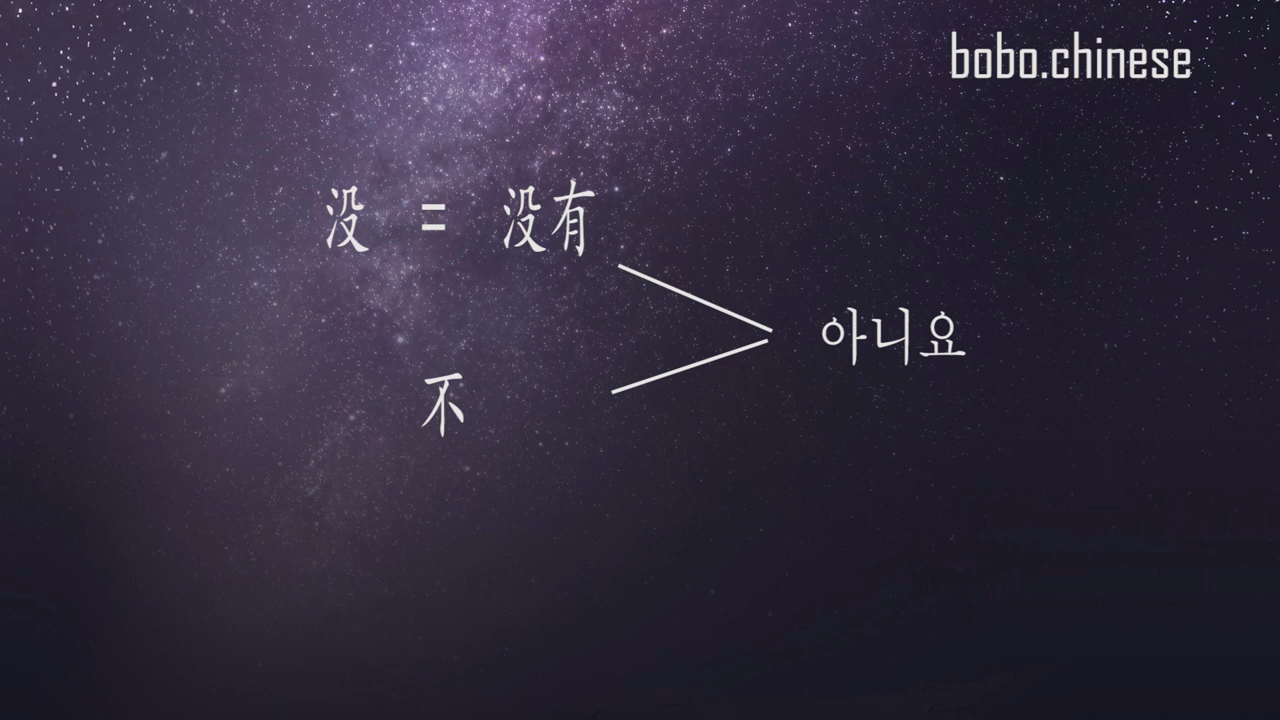 bobo.chinese
没 = 没有
아니요
不